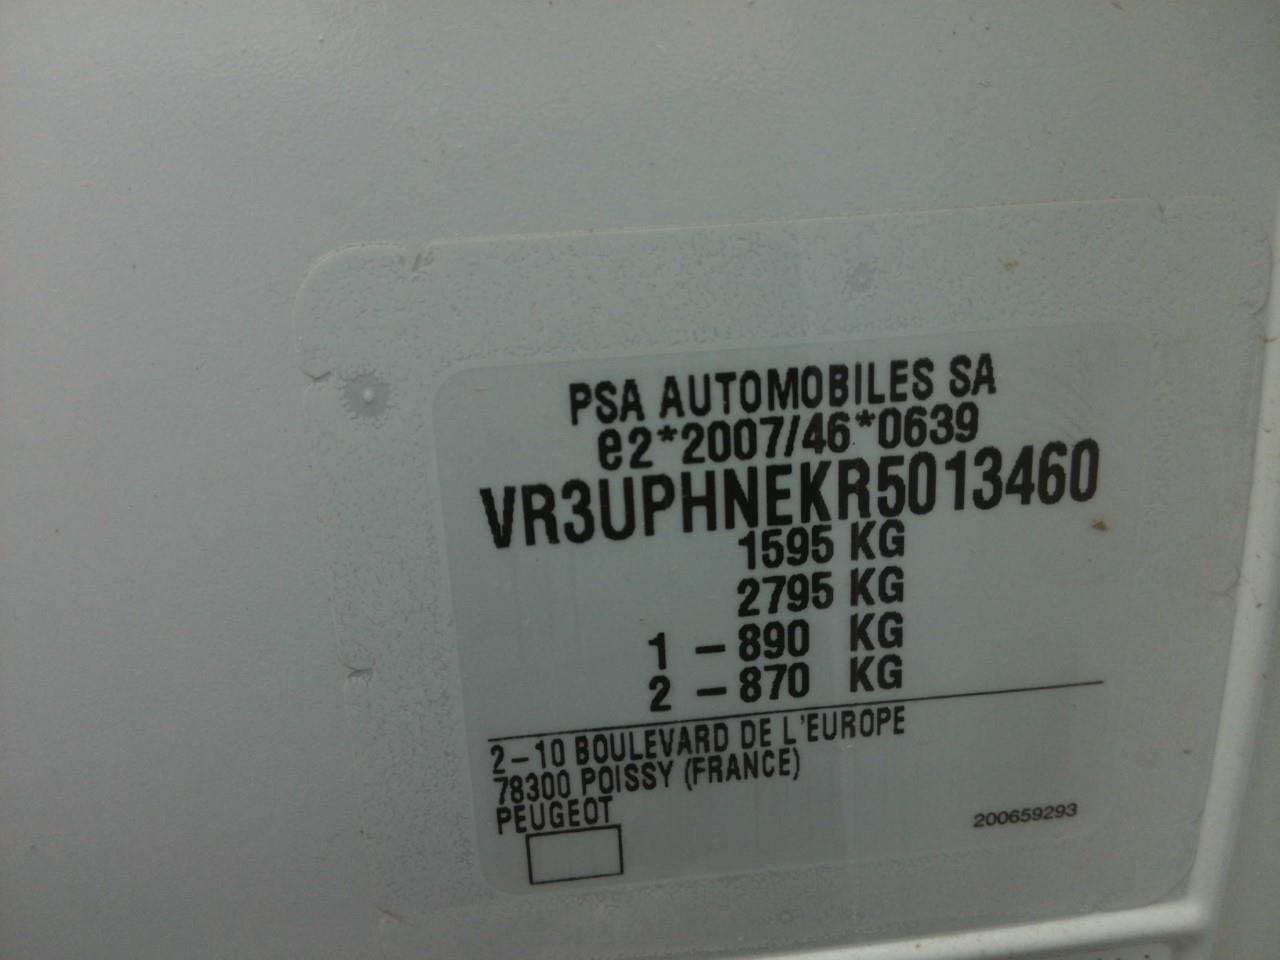 PSA AUTOMOBILES SA
e2*2007/46*0639
VR3UPHNEKR5013460
1595 KG
2795 KG
1 – 890 KG
2 – 870 KG
2–10 BOULEVARD DE L'EUROPE
78300 POISSY (FRANCE)
PEUGEOT
200659293